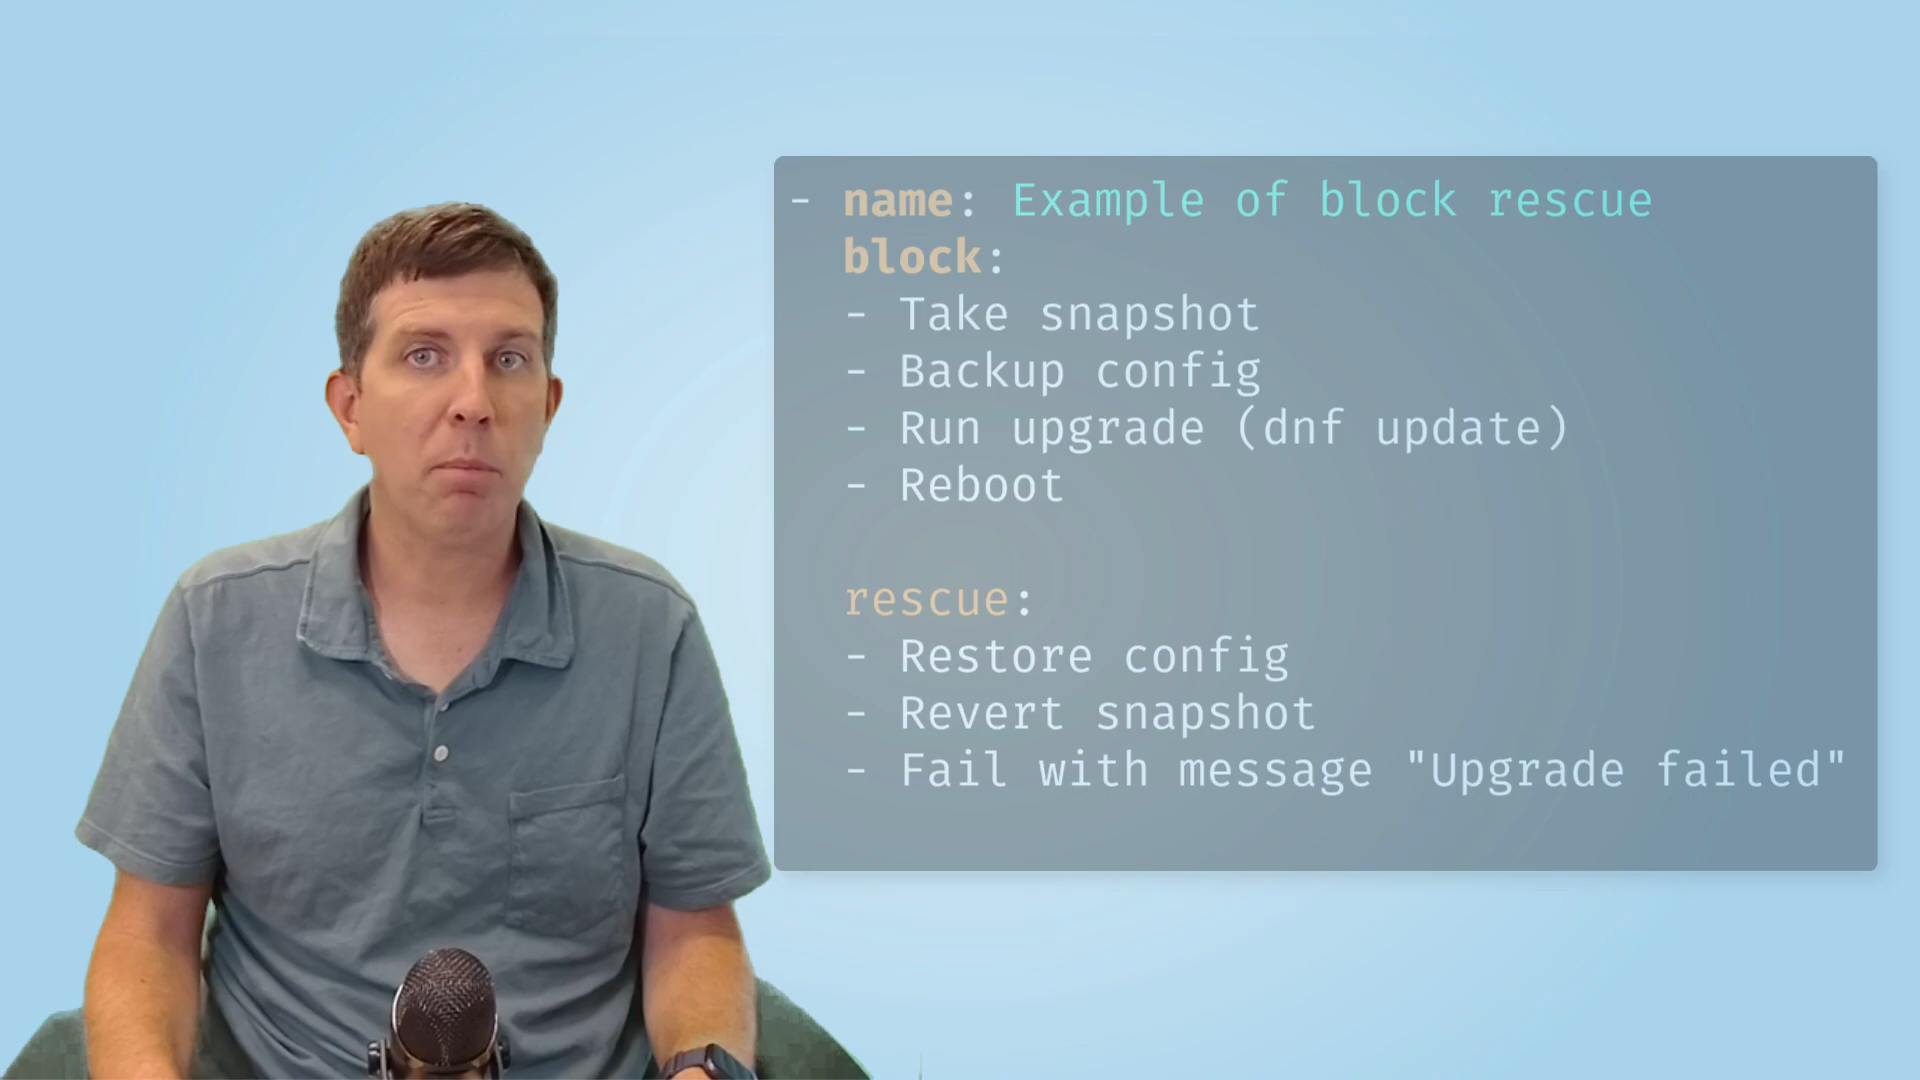 - name: Example of block rescue
block:
- Take snapshot
- Backup config
- Run upgrade (dnf update)
- Reboot
rescue:
- Restore config
- Revert snapshot
- Fail with message "Upgrade failed"